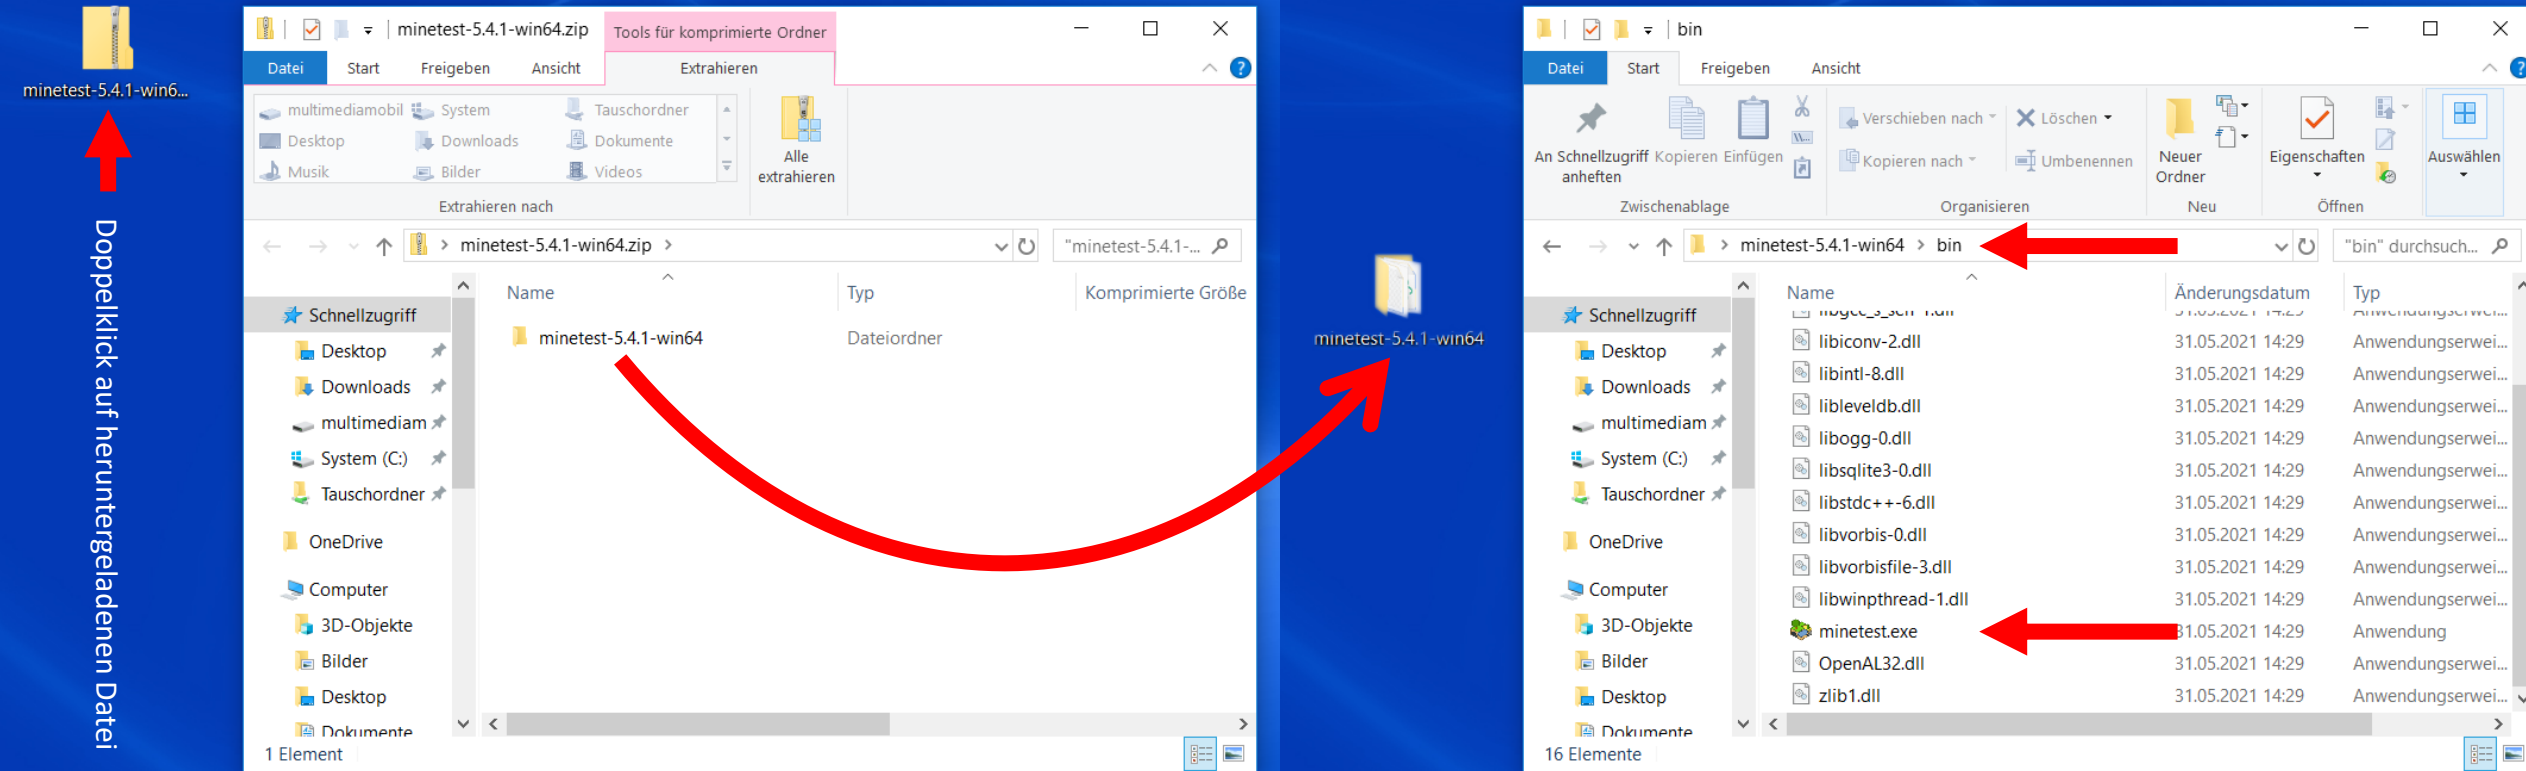 minetest-5.4.1-win6...
Doppelklick auf heruntergeladenen Datei
minetest-5.4.1-win64.zip
Tools für komprimierte Ordner
Datei Start Freigeben Ansicht Extrahieren
multimediamobil System Tauschordner
Desktop Downloads Dokumente
Musik Bilder Videos
Alle
extrahieren
Extrahieren nach
minetest-5.4.1-win64.zip
"minetest-5.4.1-...
Name Typ Komprimierte Größe
minetest-5.4.1-win64 Dateiordner
Schnellzugriff
Desktop
Downloads
multimediam
System (C:)
Tauschordner
OneDrive
Computer
3D-Objekte
Bilder
Desktop
Dokumente
1 Element
minetest-5.4.1-win64
bin
Datei Start Freigeben Ansicht
An Schnellzugriff
anheften
Kopieren
Einfügen
Zwischenablage
Verschieben nach
Kopieren nach
Löschen
Umbenennen
Organisieren
Neuer
Ordner
Neu
Eigenschaften
Öffnen
Auswählen
minetest-5.4.1-win64 > bin
"bin" durchsuch...
Schnellzugriff
Desktop
Downloads
multimediam
System (C:)
Tauschordner
OneDrive
Computer
3D-Objekte
Bilder
Desktop
Dokumente
Name Änderungsdatum Typ
libiconv-2.dll 31.05.2021 14:29 Anwendungserwei...
libintl-8.dll 31.05.2021 14:29 Anwendungserwei...
libleveldb.dll 31.05.2021 14:29 Anwendungserwei...
libogg-0.dll 31.05.2021 14:29 Anwendungserwei...
libsqlite3-0.dll 31.05.2021 14:29 Anwendungserwei...
libstdc++-6.dll 31.05.2021 14:29 Anwendungserwei...
libvorbis-0.dll 31.05.2021 14:29 Anwendungserwei...
libvorbisfile-3.dll 31.05.2021 14:29 Anwendungserwei...
libwinpthread-1.dll 31.05.2021 14:29 Anwendungserwei...
minetest.exe 31.05.2021 14:29 Anwendung
OpenAL32.dll 31.05.2021 14:29 Anwendungserwei...
zlib1.dll 31.05.2021 14:29 Anwendungserwei...
16 Elemente